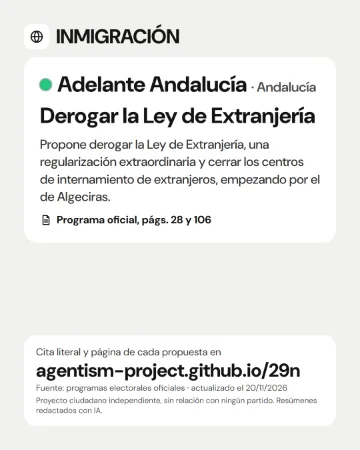 INMIGRACIÓN
Adelante Andalucía · Andalucía
Derogar la Ley de Extranjería
Propone derogar la Ley de Extranjería, una
regularización extraordinaria y cerrar los centros
de internamiento de extranjeros, empezando por el
de Algeciras.
Programa oficial, págs. 28 y 106
Cita literal y página de cada propuesta en
agentism-project.github.io/29n
Fuente: programas electorales oficiales · actualizado el 20/11/2026
Proyecto ciudadano independiente, sin relación con ningún partido. Resúmenes
redactados con IA.